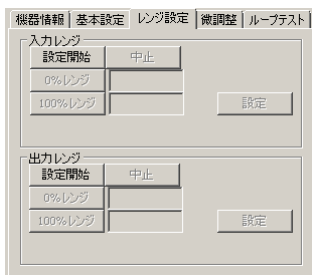 機器情報 基本設定 レンジ設定 微調整 ループテスト
入力レンジ
設定開始 中止
0%レンジ
100%レンジ 設定
出力レンジ
設定開始 中止
0%レンジ
100%レンジ 設定